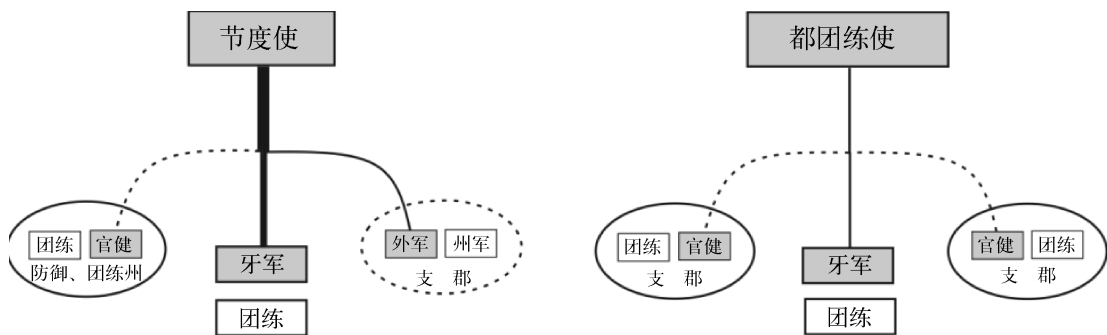 节度使
团练 官健
防御、团练州
外军 州军
支 郡
牙军
团练
都团练使
团练 官健
支 郡
官健 团练
支 郡
牙军
团练